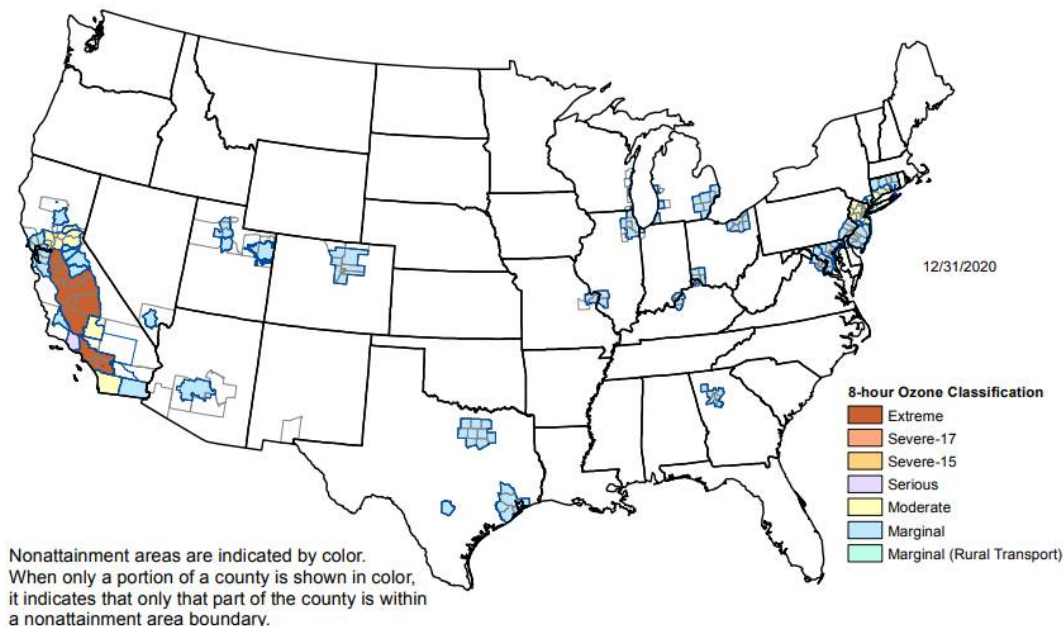 12/31/2020
8-hour Ozone Classification
Extreme
Severe-17
Severe-15
Serious
Moderate
Marginal
Marginal (Rural Transport)
Nonattainment areas are indicated by color.
When only a portion of a county is shown in color,
it indicates that only that part of the county is within
a nonattainment area boundary.